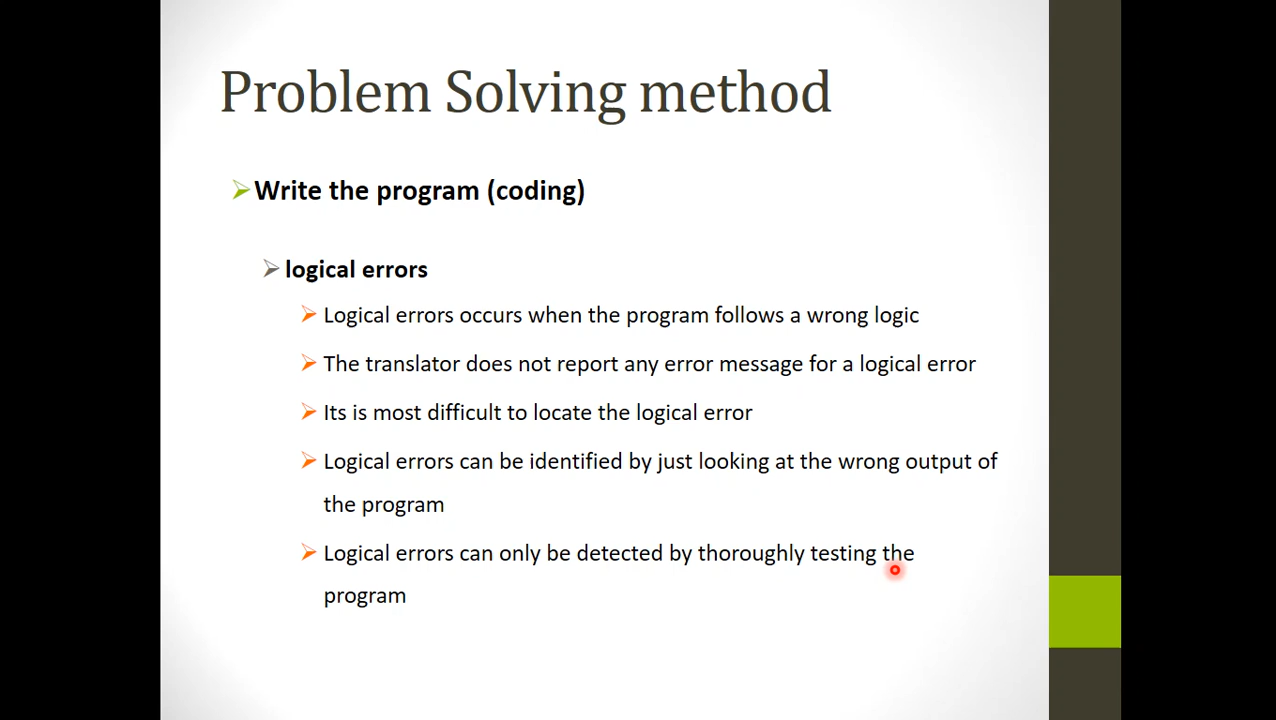 Problem Solving method
Write the program (coding)
logical errors
Logical errors occurs when the program follows a wrong logic
The translator does not report any error message for a logical error
Its is most difficult to locate the logical error
Logical errors can be identified by just looking at the wrong output of
the program
Logical errors can only be detected by thoroughly testing the
program